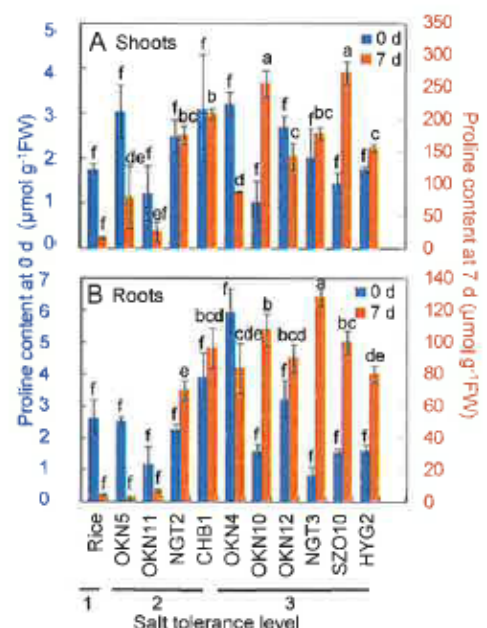 A Shoots
0 d
7 d
Proline content at 0 d (μmol g⁻¹FW)
Proline content at 7 d (μmol g⁻¹FW)
5
4
3
2
1
0
350
300
250
200
150
100
50
0
f f f de f ef f bc f b f d f a f c f bc f a f c
B Roots
0 d
7 d
7
6
5
4
3
2
1
0
140
120
100
80
60
40
20
0
f f f f f f f e f bcd f cde f b f bcd f a f bc f de
Rice OKN5 OKN11 NGT2 CHB1 OKN4 OKN10 OKN12 NGT3 SZO10 HYG2
1 2 3
Salt tolerance level